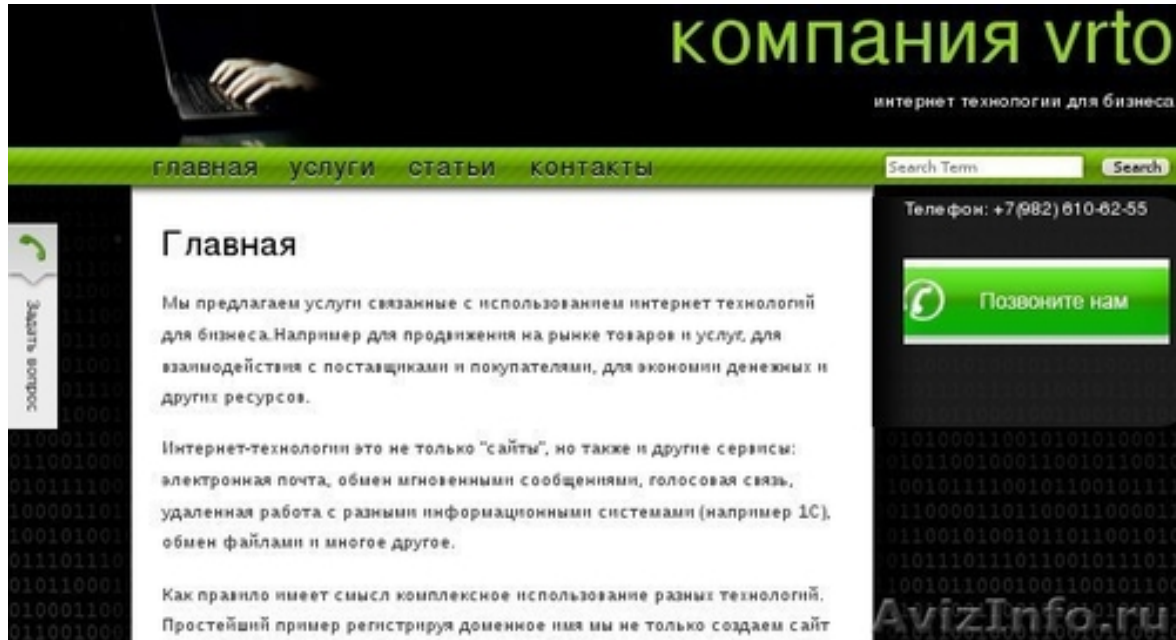 компания vrto
интернет технологии для бизнеса
главная услуги статьи контакты
Search Term Search
Телефон: +7(982) 610-62-55
Позвоните нам
Задать вопрос
Главная
Мы предлагаем услуги связанные с использованием интернет технологий
для бизнеса.Например для продвижения на рынке товаров и услуг, для
взаимодействия с поставщиками и покупателями, для экономии денежных и
других ресурсов.
Интернет-технологии это не только "сайты", но также и другие сервисы:
электронная почта, обмен мгновенными сообщениями, голосовая связь,
удаленная работа с разными информационными системами (например 1С),
обмен файлами и многое другое.
Как правило имеет смысл комплексное использование разных технологий.
Простейший пример регистрируя доменное имя мы не только создаем сайт
AvizInfo.ru